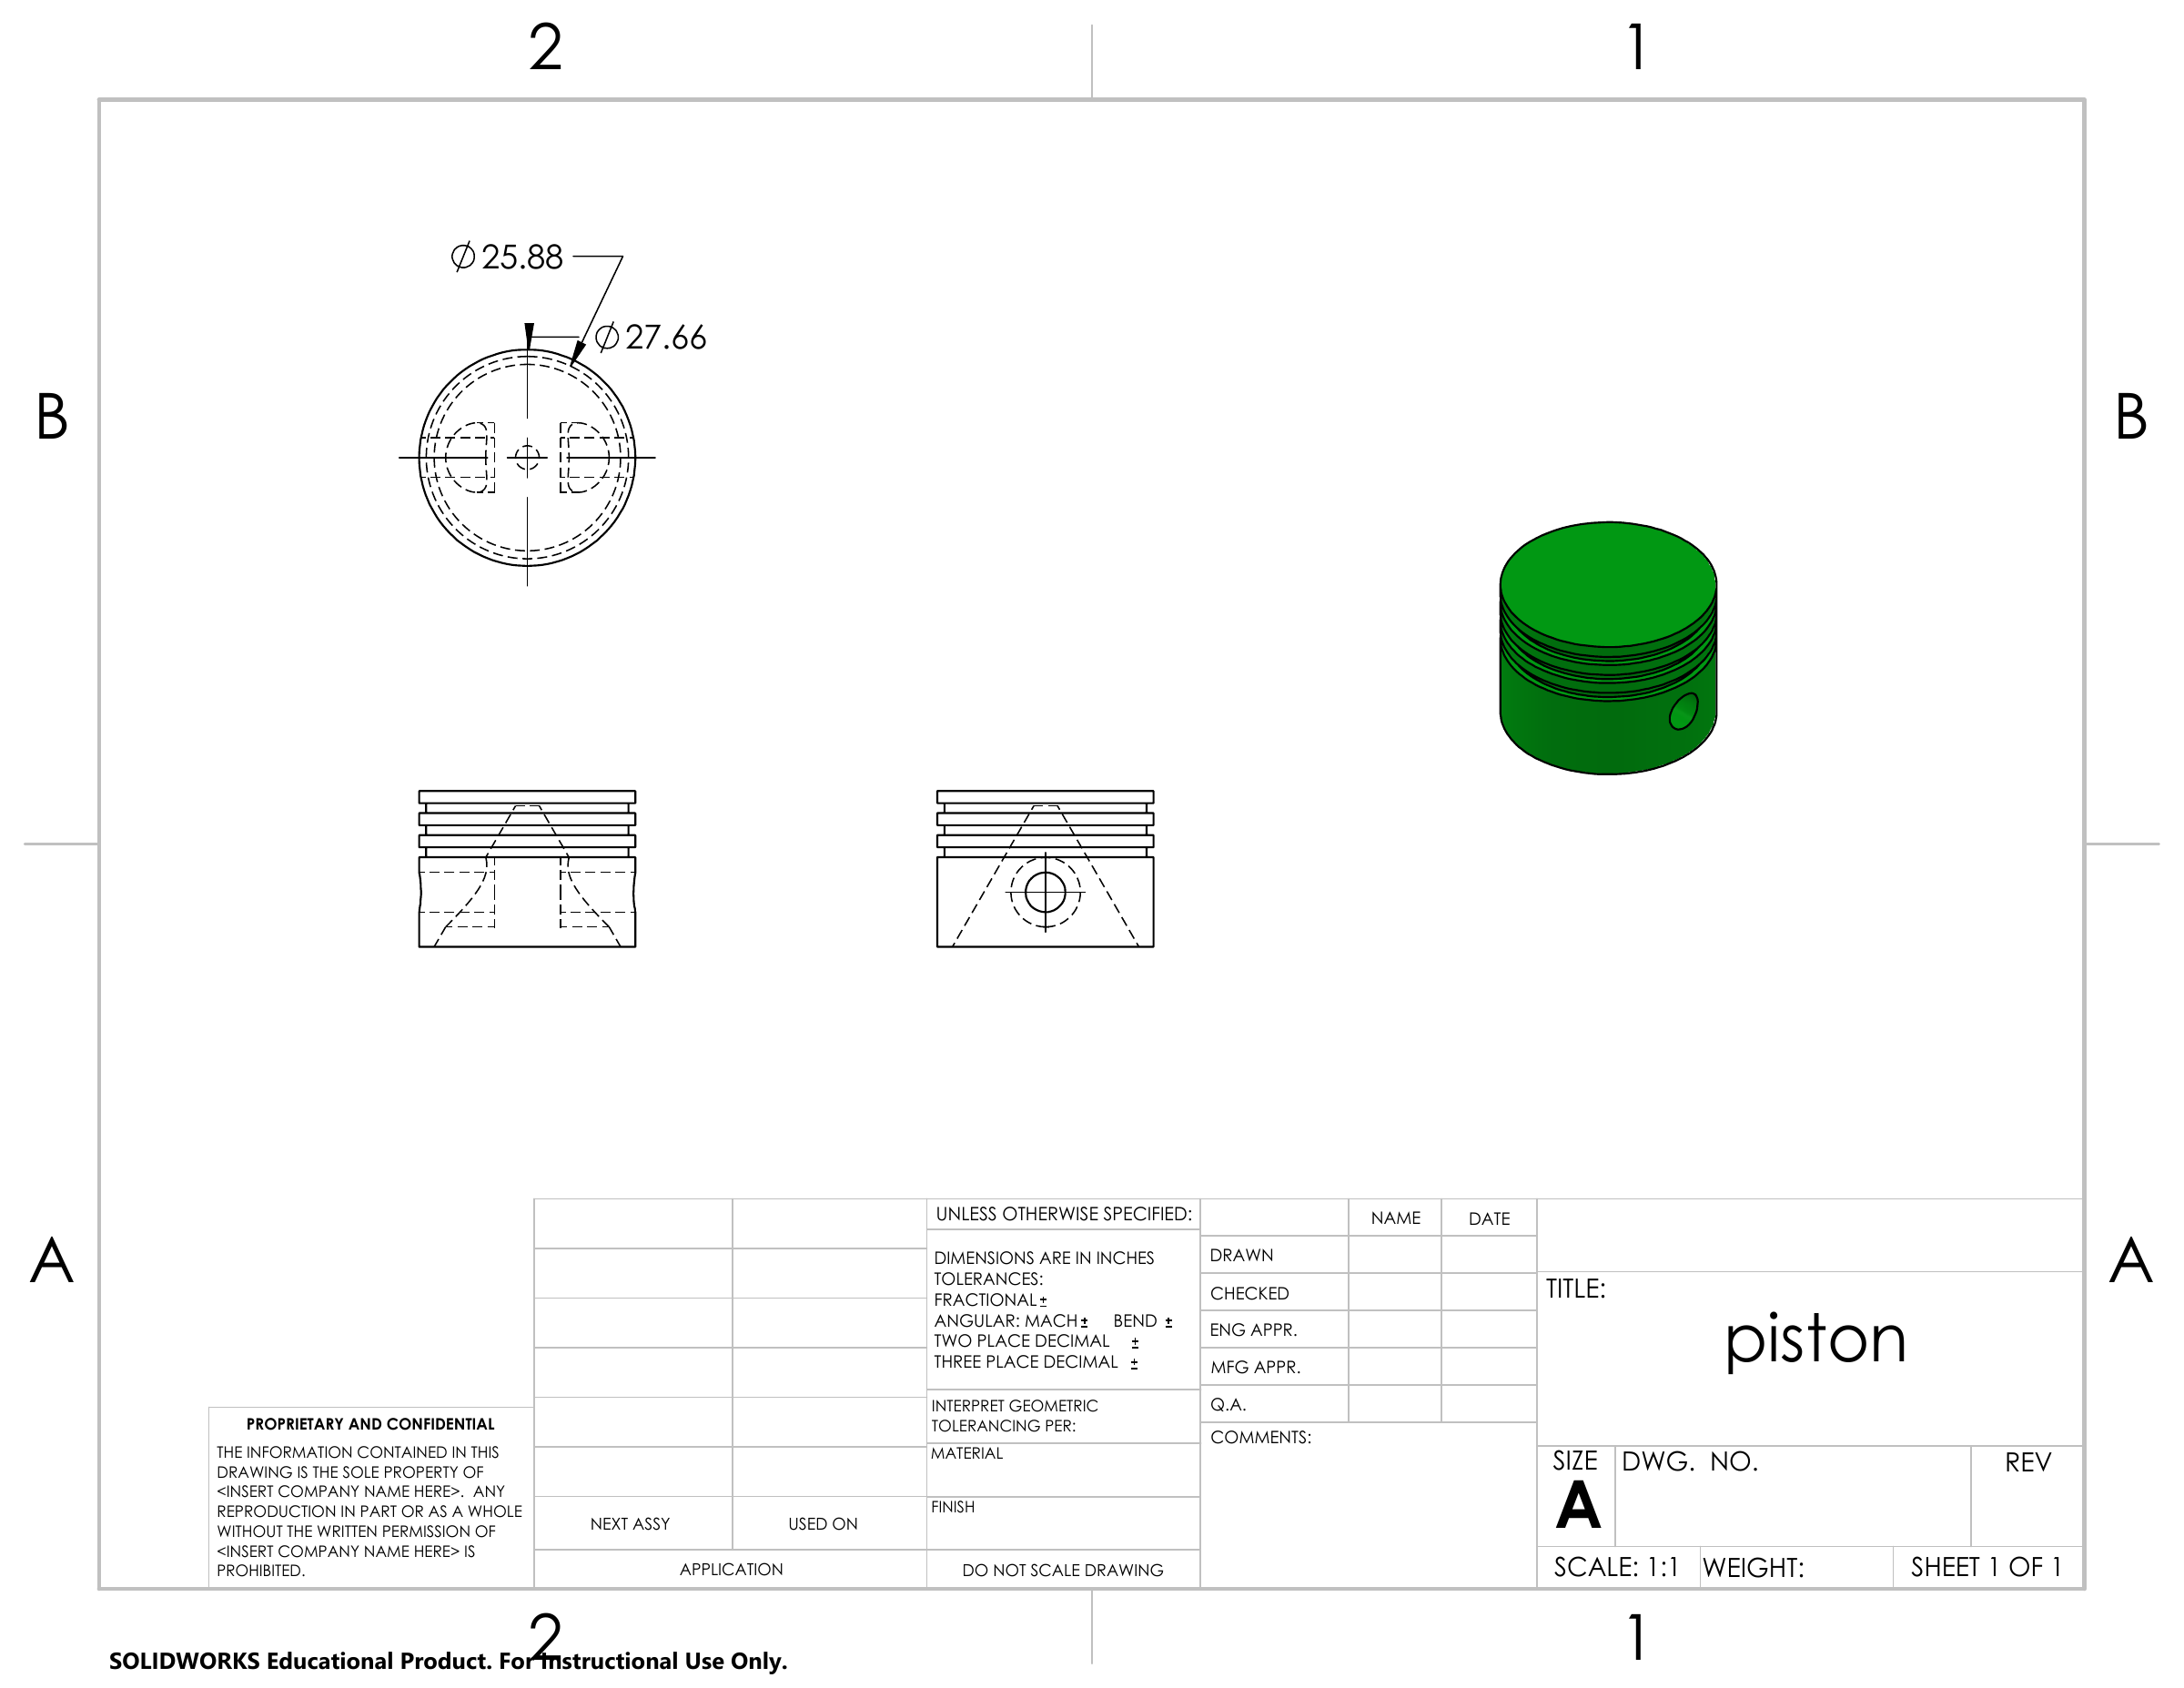 2 1
⌀25.88
⌀27.66
B B
A A
UNLESS OTHERWISE SPECIFIED:
DIMENSIONS ARE IN INCHES
TOLERANCES:
FRACTIONAL±
ANGULAR: MACH± BEND ±
TWO PLACE DECIMAL ±
THREE PLACE DECIMAL ±
INTERPRET GEOMETRIC
TOLERANCING PER:
MATERIAL
FINISH
DO NOT SCALE DRAWING
NAME DATE
DRAWN
CHECKED
ENG APPR.
MFG APPR.
Q.A.
COMMENTS:
TITLE:
piston
SIZE DWG. NO. REV
A
SCALE: 1:1 WEIGHT: SHEET 1 OF 1
PROPRIETARY AND CONFIDENTIAL
THE INFORMATION CONTAINED IN THIS
DRAWING IS THE SOLE PROPERTY OF
<INSERT COMPANY NAME HERE>. ANY
REPRODUCTION IN PART OR AS A WHOLE
WITHOUT THE WRITTEN PERMISSION OF
<INSERT COMPANY NAME HERE> IS
PROHIBITED.
NEXT ASSY USED ON
APPLICATION
2 1
SOLIDWORKS Educational Product. For Instructional Use Only.